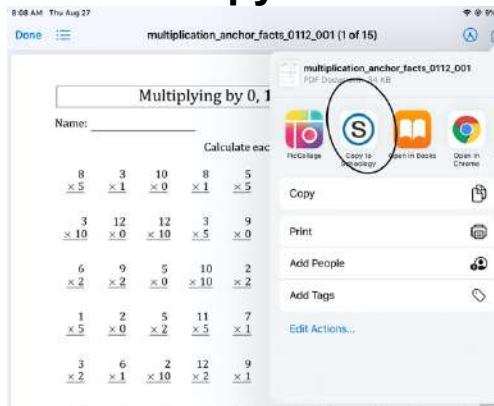 8:08 AM Thu Aug 27
Done
multiplication_anchor_facts_0112_001 (1 of 15)
multiplication_anchor_facts_0112_001
PDF Document KB
Multiplying by 0, 1
Name:
Calculate eac
8 3 10 8 5
× 5 × 1 × 0 × 1 × 5
3 12 12 3 9
× 10 × 0 × 10 × 5 × 0
6 9 5 10 2
× 2 × 2 × 0 × 10 × 2
1 2 5 11 7
× 5 × 0 × 2 × 5 × 1
3 6 2 12 9
× 2 × 1 × 10 × 2 × 1
PicCollage
Copy to Schoology
Open in Books
Open in Chrome
Copy
Print
Add People
Add Tags
Edit Actions...